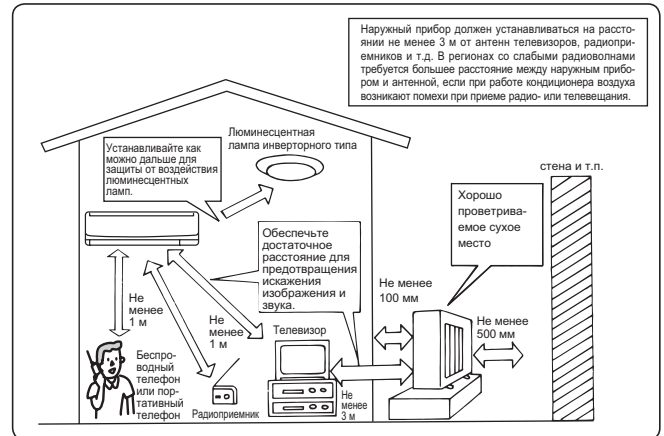 Наружный прибор должен устанавливаться на рассто-
янии не менее 3 м от антенн телевизоров, радиопри-
емников и т.д. В регионах со слабыми радиоволнами
требуется большее расстояние между наружным прибо-
ром и антенной, если при работе кондиционера воздуха
возникают помехи при приеме радио- или телевещания.
Люминесцентная
лампа инверторного типа
Устанавливайте как
можно дальше для
защиты от воздействия
люминесцентных
ламп.
стена и т.п.
Хорошо
проветрива-
емое сухое
место
Обеспечьте
достаточное
расстояние для
предотвращения
искажения
изображения и
звука.
Не менее
100 мм
Не менее
500 мм
Не
менее
1 м
Не
менее
1 м
Телевизор
Беспро-
водный
телефон
или пор-
тативный
телефон
Радиоприемник
Не
менее
3 м